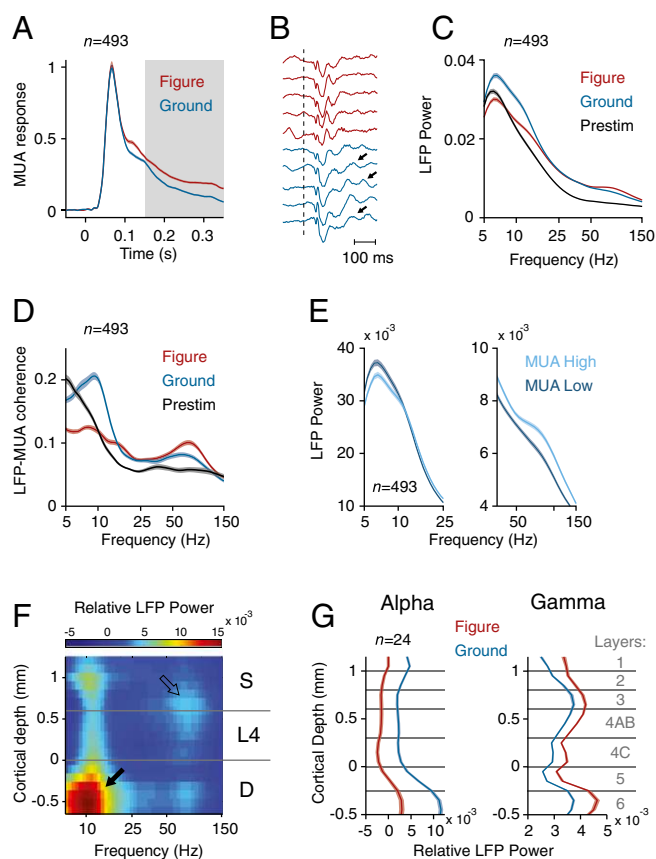 A
n=493
MUA response
1
0.5
0
Figure
Ground
0 0.1 0.2 0.3
Time (s)
B
100 ms
C
n=493
LFP Power
0.04
0.02
0
Figure
Ground
Prestim
5 10 25 50 150
Frequency (Hz)
D
n=493
LFP-MUA coherence
0.2
0.1
0
Figure
Ground
Prestim
5 10 25 50 150
Frequency (Hz)
E
x 10-3
LFP Power
40
30
20
10
n=493
5 10 25
x 10-3
10
8
6
4
MUA High
MUA Low
50 150
Frequency (Hz)
F
Relative LFP Power
x 10-3
-5 0 5 10 15
Cortical depth (mm)
1
0.5
0
-0.5
S
L4
D
10 25 50 150
Frequency (Hz)
G
Alpha
Gamma
n=24
Figure
Ground
Layers:
Cortical Depth (mm)
1
0.5
0
-0.5
1
2
3
4AB
4C
5
6
-5 0 5 10
x 10-3
2 3 4 5
x 10-3
Relative LFP Power